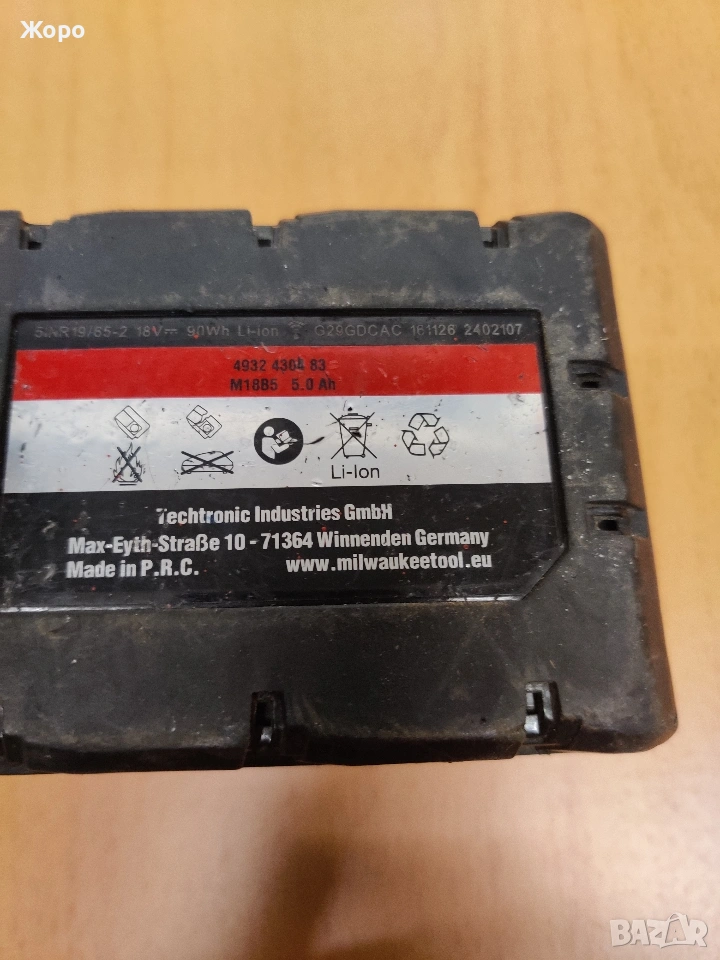 Жоро
5INR19/65-2 18V 90Wh Li-Ion G29GDCAC 161126 2402107
4932 4304 83
M18B5 5.0 Ah
Li-Ion
Techtronic Industries GmbH
Max-Eyth-Straße 10 - 71364 Winnenden Germany
Made in P.R.C. www.milwaukeetool.eu
BAZAR